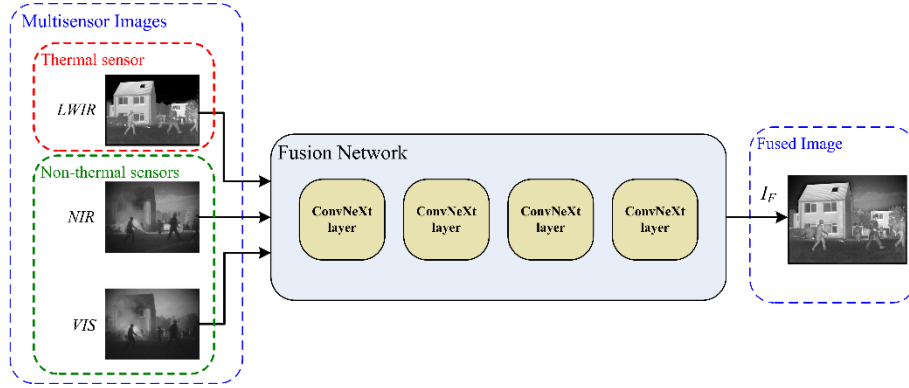 Multisensor Images
Thermal sensor
LWIR
Non-thermal sensors
NIR
VIS
Fusion Network
ConvNeXt
layer
ConvNeXt
layer
ConvNeXt
layer
ConvNeXt
layer
Fused Image
I_F